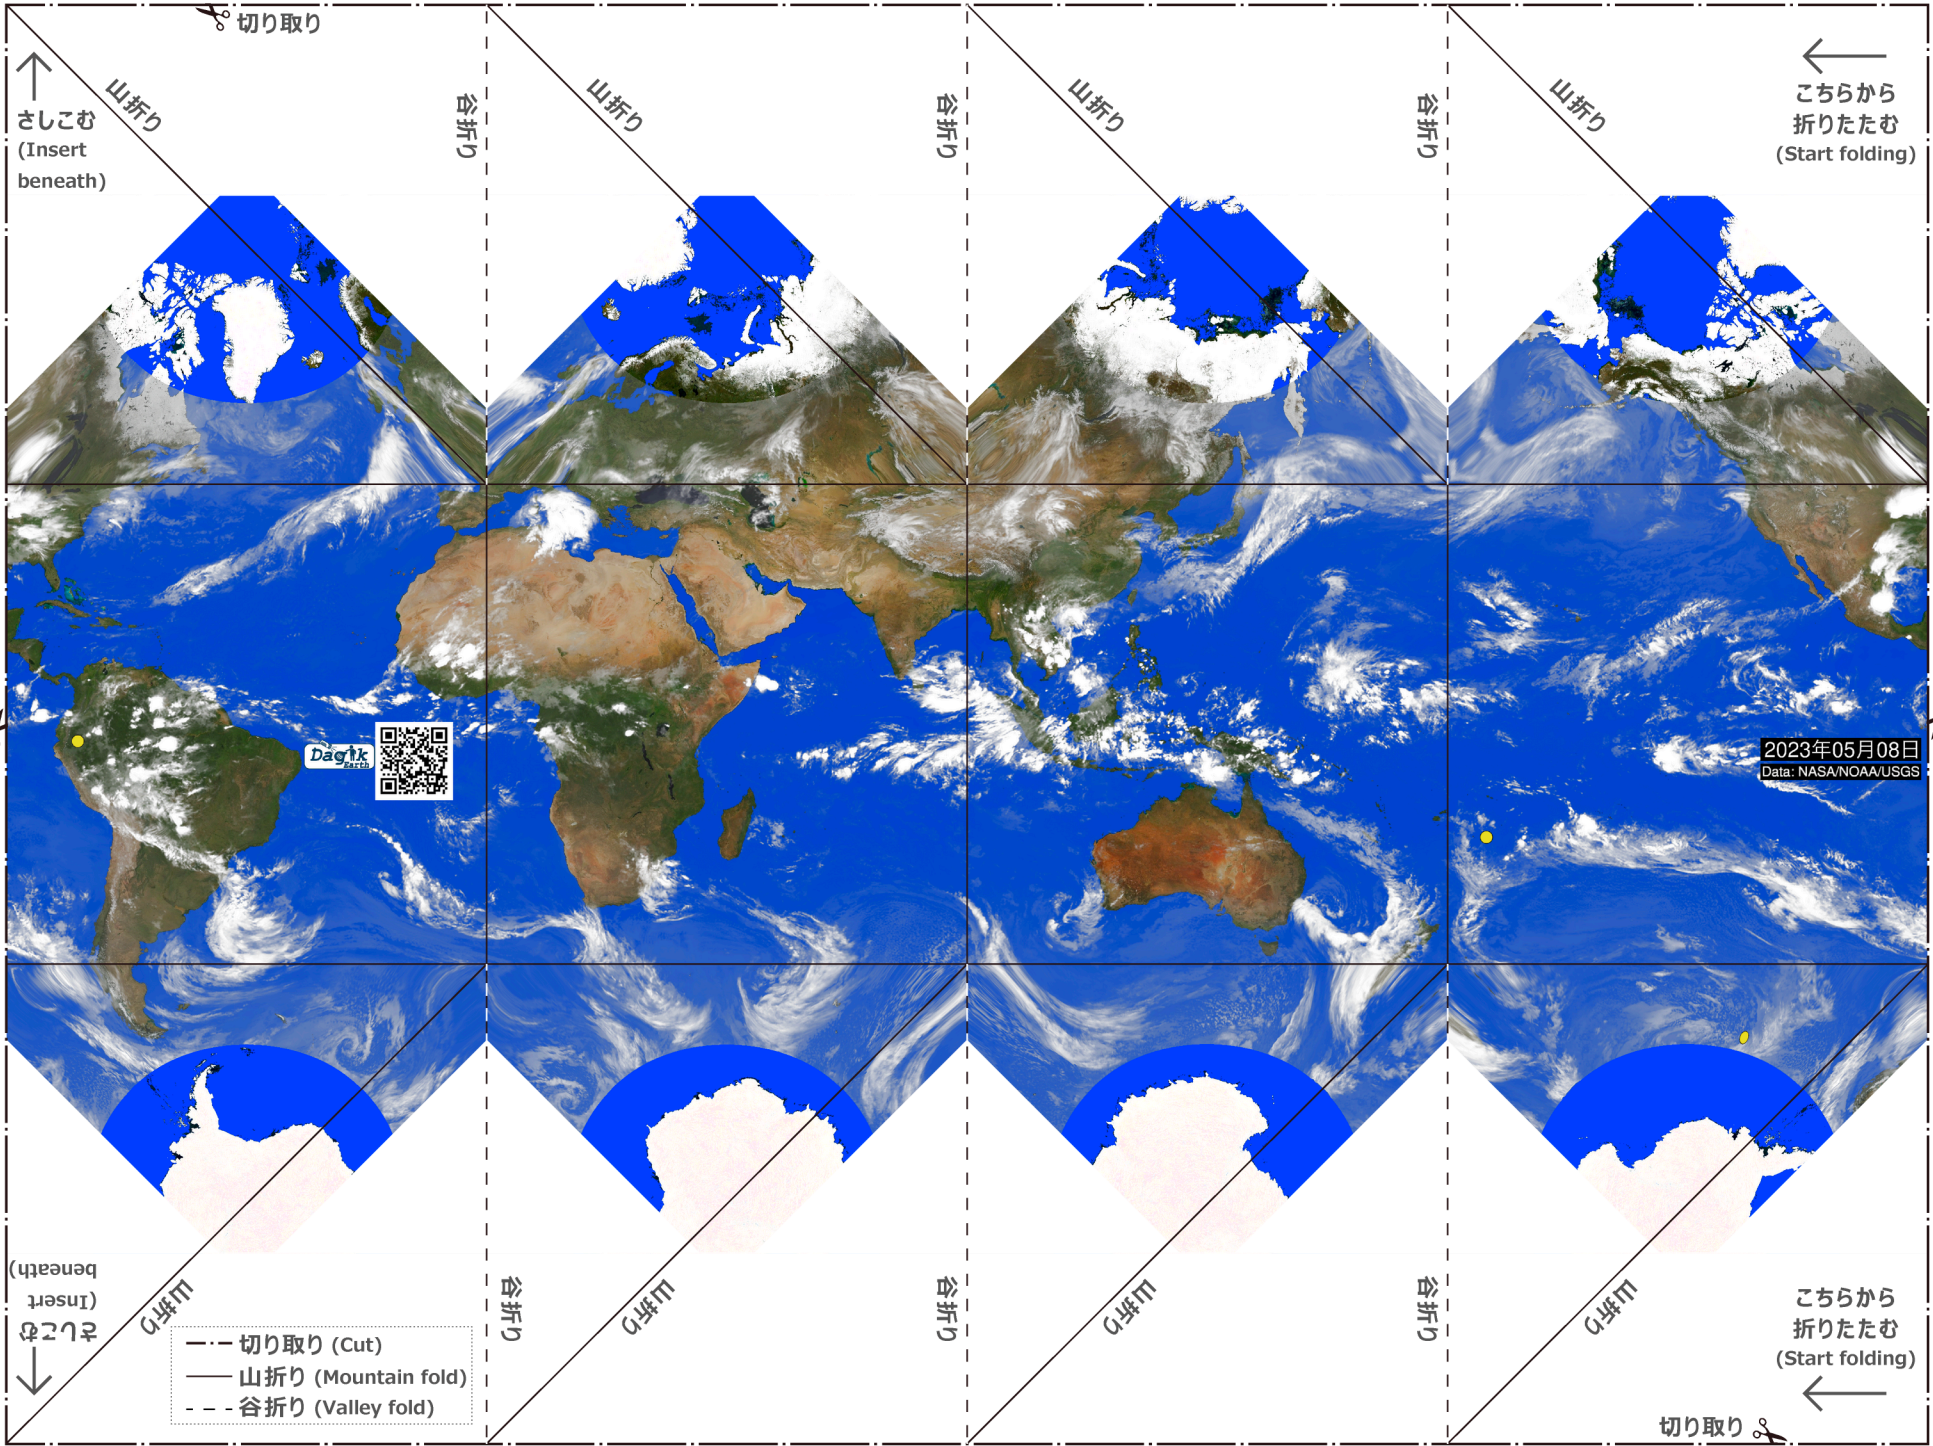 切り取り
山折り
谷折り
山折り
谷折り
山折り
谷折り
山折り
さしこむ
(Insert
beneath)
こちらから
折りたたむ
(Start folding)
Dagik
Earth
2023年05月08日
Data: NASA/NOAA/USGS
さしこむ
(Insert
beneath)
山折り
谷折り
山折り
谷折り
山折り
谷折り
山折り
切り取り (Cut)
山折り (Mountain fold)
谷折り (Valley fold)
こちらから
折りたたむ
(Start folding)
切り取り